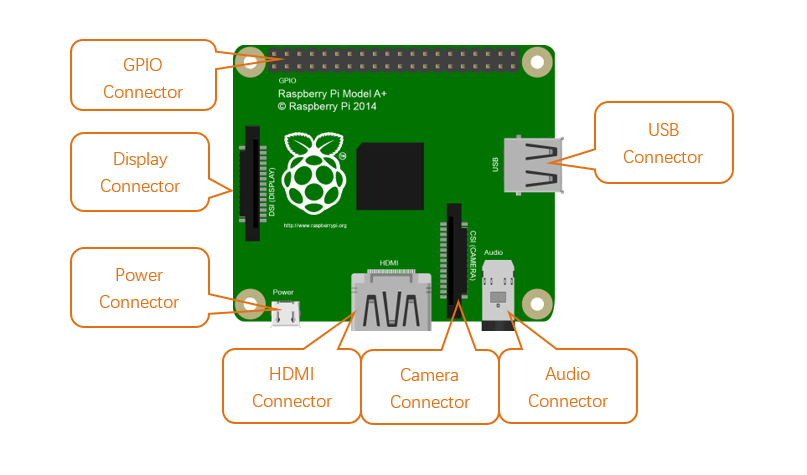 GPIO
Connector
GPIO
Raspberry Pi Model A+
© Raspberry Pi 2014
Display
Connector
DSI (DISPLAY)
TM
http://www.raspberrypi.org
USB
USB
Connector
Power
Connector
Power
HDMI
CSI (CAMERA)
Audio
HDMI
Connector
Camera
Connector
Audio
Connector